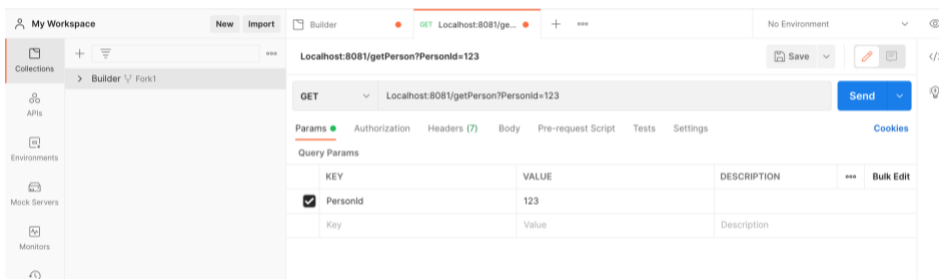 My Workspace New Import
Builder GET Localhost:8081/ge... + ooo No Environment
Collections
Localhost:8081/getPerson?PersonId=123 Save
Builder Fork1
APIs
GET Localhost:8081/getPerson?PersonId=123 Send
Environments
Params Authorization Headers (7) Body Pre-request Script Tests Settings Cookies
Query Params
KEY VALUE DESCRIPTION ooo Bulk Edit
Mock Servers
PersonId 123
Key Value Description
Monitors